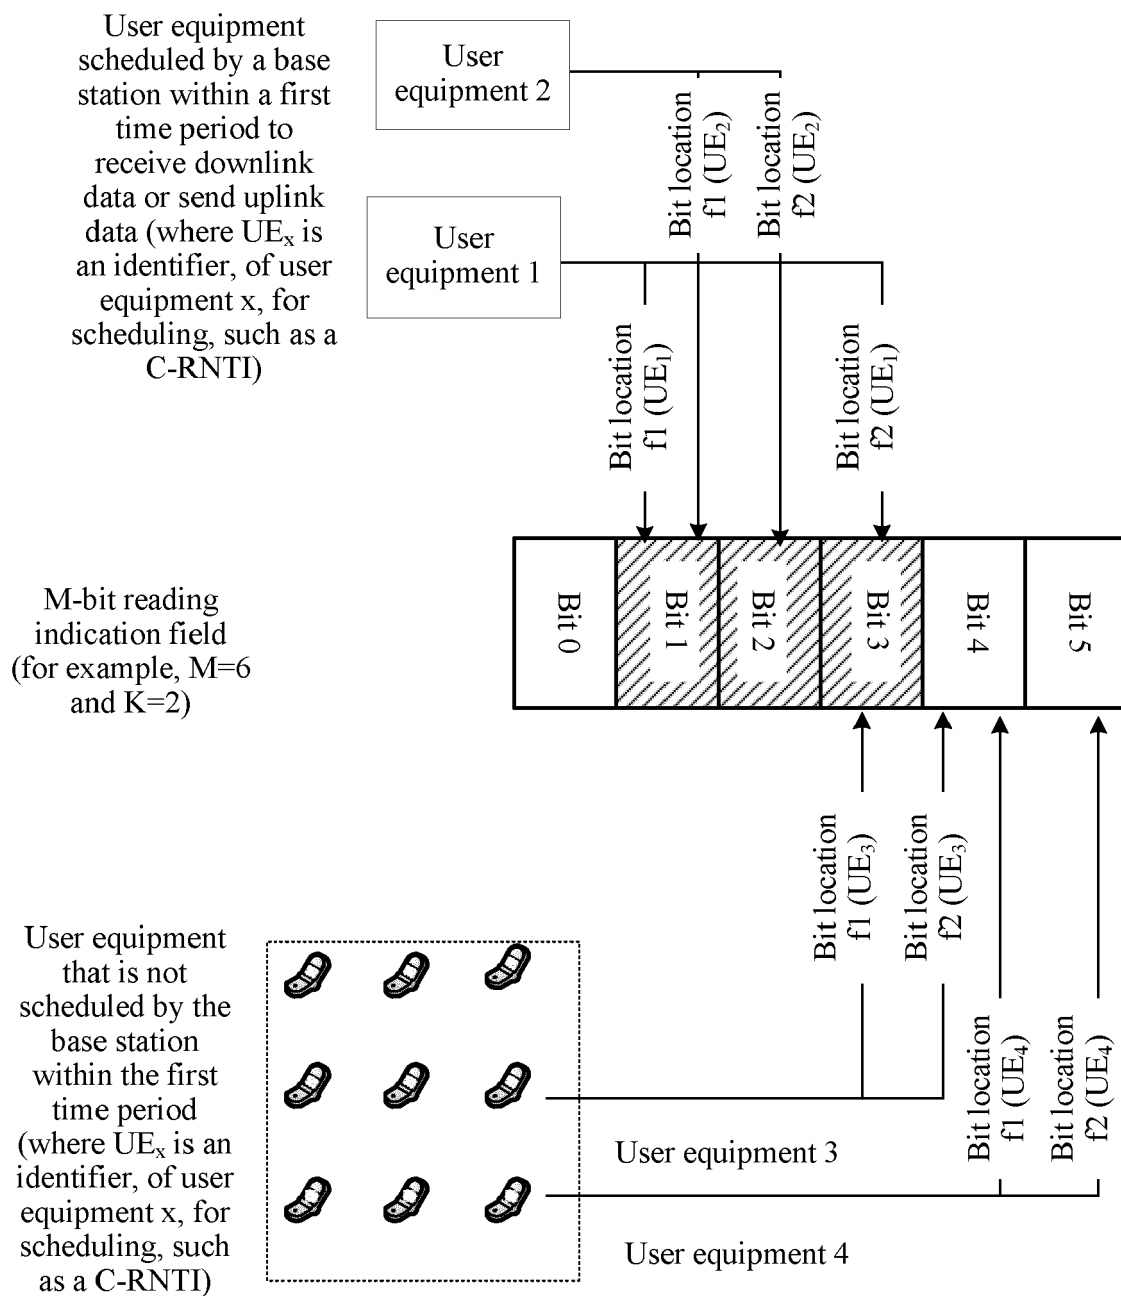 User equipment
scheduled by a base
station within a first
time period to
receive downlink
data or send uplink
data (where UEx is
an identifier, of user
equipment x, for
scheduling, such as a
C-RNTI)
User
equipment 2
User
equipment 1
Bit location
f1 (UE2)
Bit location
f2 (UE2)
Bit location
f1 (UE1)
Bit location
f2 (UE1)
M-bit reading
indication field
(for example, M=6
and K=2)
Bit 0
Bit 1
Bit 2
Bit 3
Bit 4
Bit 5
Bit location
f1 (UE3)
Bit location
f2 (UE3)
Bit location
f1 (UE4)
Bit location
f2 (UE4)
User equipment
that is not
scheduled by the
base station
within the first
time period
(where UEx is an
identifier, of user
equipment x, for
scheduling, such
as a C-RNTI)
User equipment 3
User equipment 4